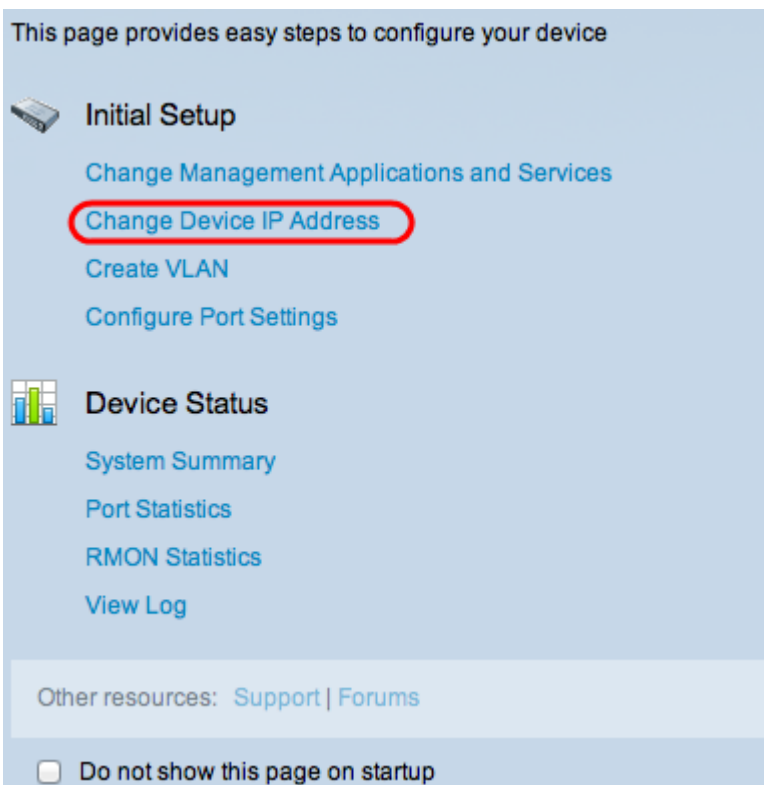 This page provides easy steps to configure your device
Initial Setup
Change Management Applications and Services
Change Device IP Address
Create VLAN
Configure Port Settings
Device Status
System Summary
Port Statistics
RMON Statistics
View Log
Other resources: Support | Forums
Do not show this page on startup